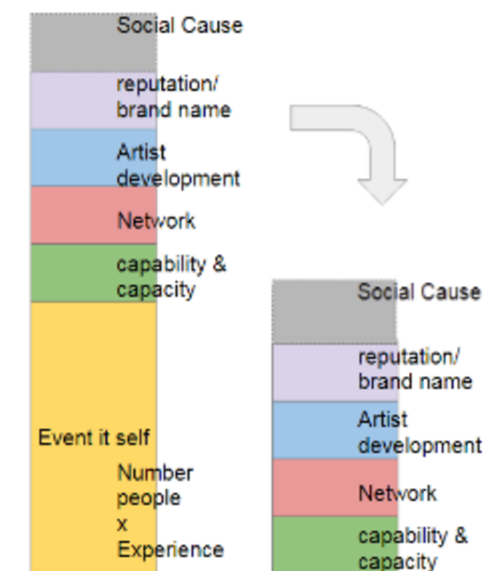 Social Cause
reputation/
brand name
Artist
development
Network
capability &
capacity
Event it self
Number
people
x
Experience
Social Cause
reputation/
brand name
Artist
development
Network
capability &
capacity